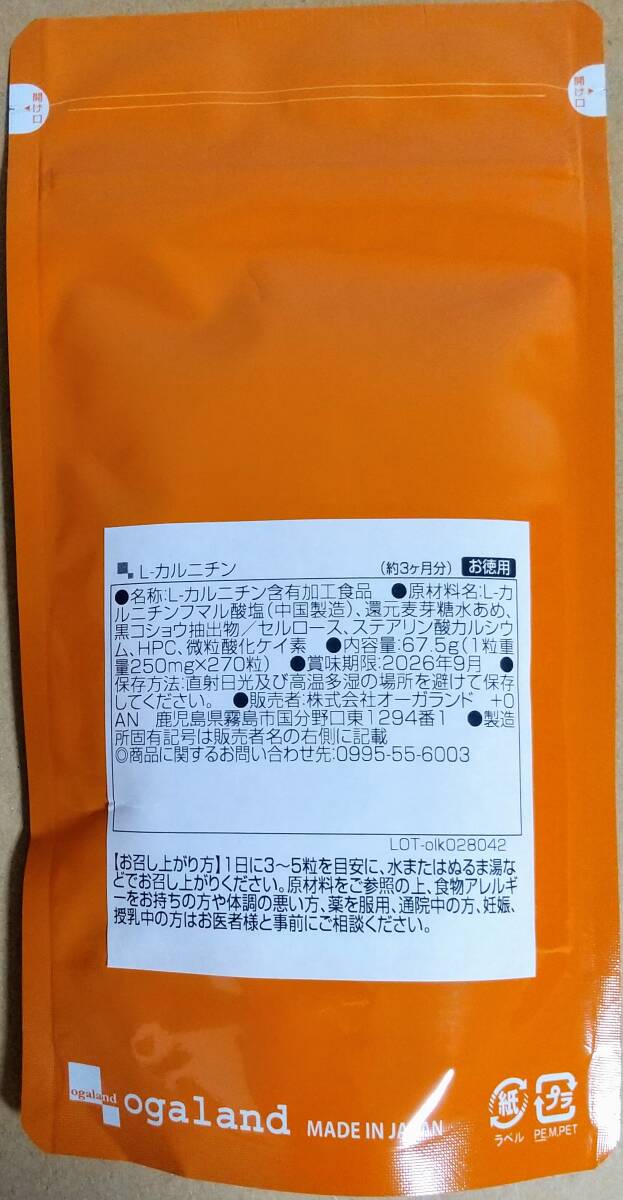 開け口
開け口
L-カルニチン (約3ヶ月分) お徳用
●名称:L-カルニチン含有加工食品 ●原材料名:L-カ
ルニチンフマル酸塩(中国製造)、還元麦芽糖水あめ、
黒コショウ抽出物/セルロース、ステアリン酸カルシウ
ム、HPC、微粒酸化ケイ素 ●内容量:67.5g(1粒重
量250mg×270粒) ●賞味期限:2026年9月 ●
保存方法:直射日光及び高温多湿の場所を避けて保存
してください。 ●販売者:株式会社オーガランド +O
AN 鹿児島県霧島市国分野口東1294番1 ●製造
所固有記号は販売者名の右側に記載
◎商品に関するお問い合わせ先:0995-55-6003
LOT-olk028042
【お召し上がり方】1日に3〜5粒を目安に、水またはぬるま湯な
どでお召し上がりください。原材料をご参照の上、食物アレルギ
ーをお持ちの方や体調の悪い方、薬を服用、通院中の方、妊娠、
授乳中の方はお医者様と事前にご相談ください。
ogaland
ogaland MADE IN JAPAN
紙 プラ
ラベル PE,M,PET